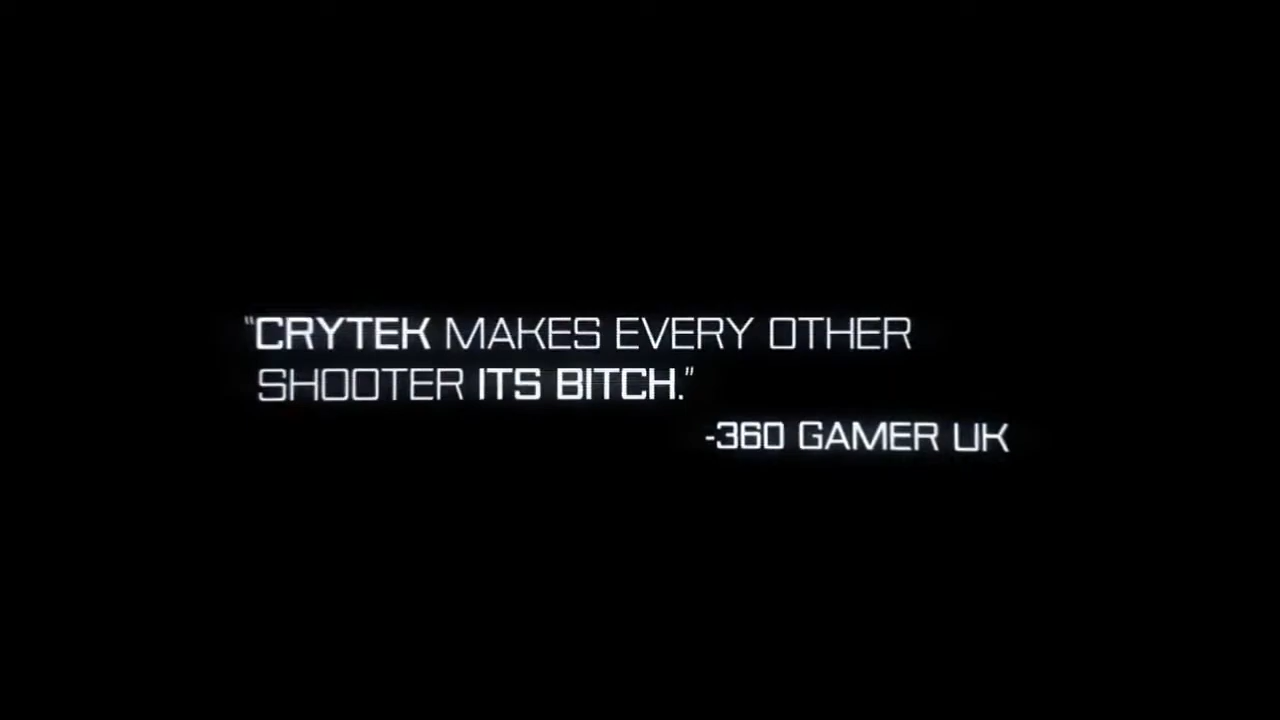 "CRYTEK MAKES EVERY OTHER
SHOOTER ITS BITCH."
-360 GAMER UK